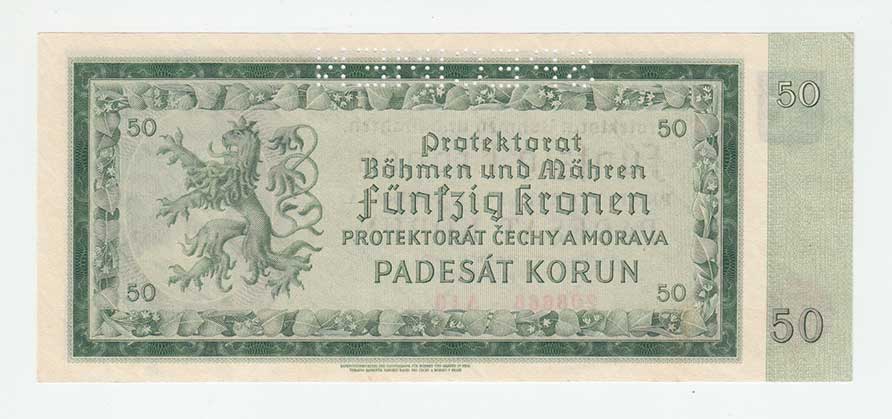 50
50
50
Protektorat
Böhmen und Mähren
Fünfzig Kronen
PROTEKTORÁT ČECHY A MORAVA
PADESÁT KORUN
50
50
50